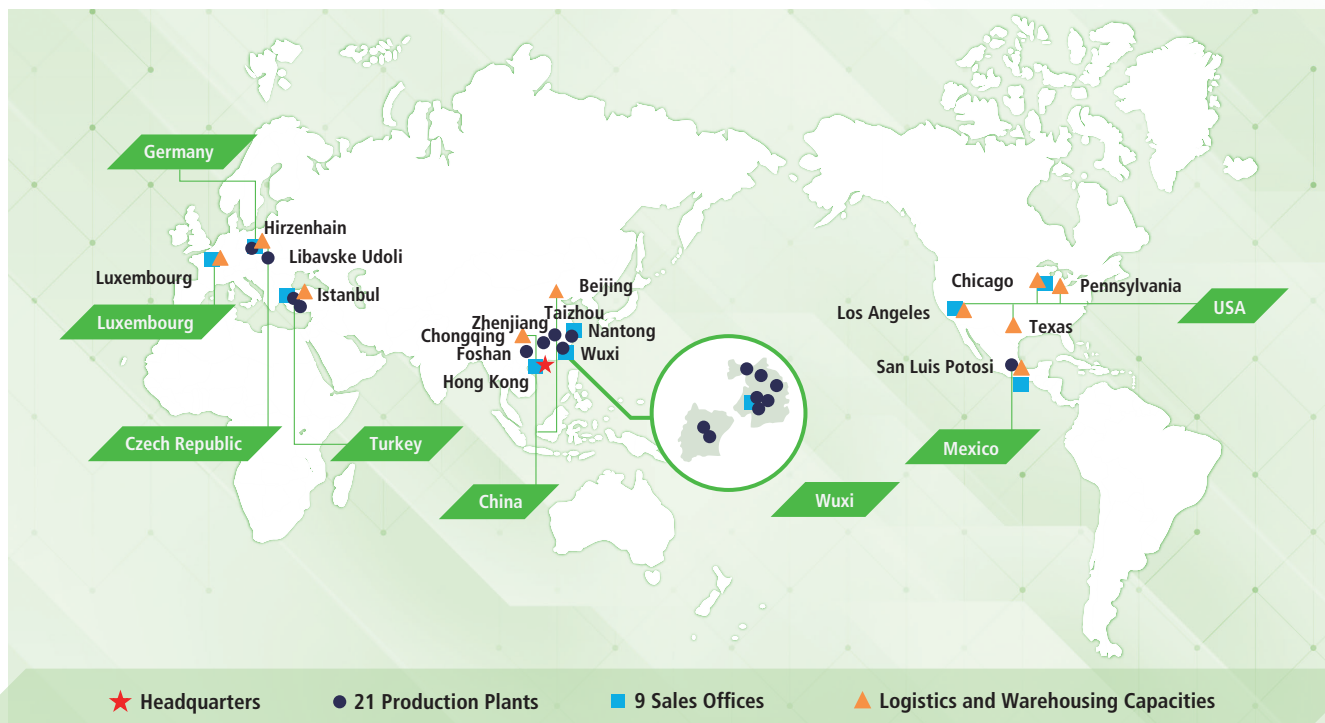 Germany
Hirzenhain
Libavske Udoli
Luxembourg
Istanbul
Luxembourg
Czech Republic
Turkey
Beijing
Taizhou
Zhenjiang
Nantong
Chongqing
Foshan
Wuxi
Hong Kong
China
Wuxi
Chicago
Pennsylvania
Los Angeles
Texas
USA
San Luis Potosi
Mexico
Headquarters
21 Production Plants
9 Sales Offices
Logistics and Warehousing Capacities